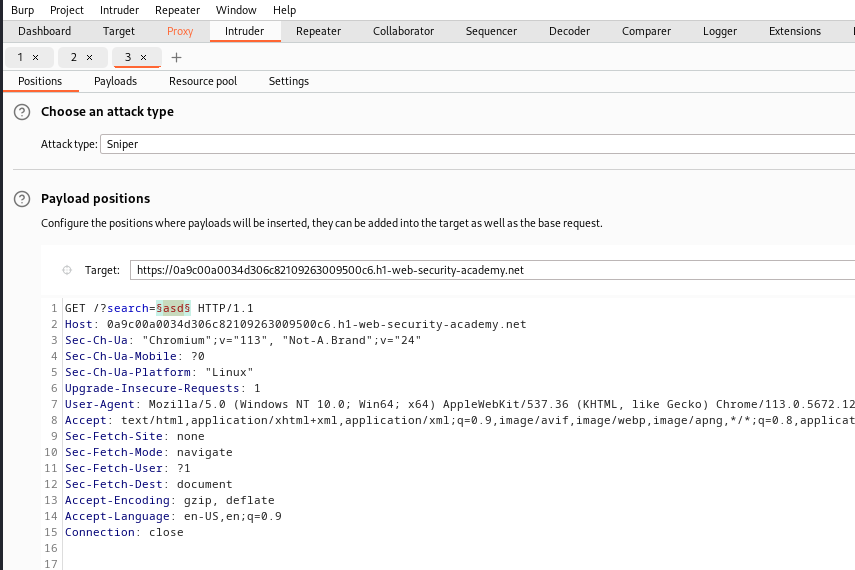 Burp Project Intruder Repeater Window Help
Dashboard Target Proxy Intruder Repeater Collaborator Sequencer Decoder Comparer Logger Extensions
1 × 2 × 3 × +
Positions Payloads Resource pool Settings
? Choose an attack type
Attack type: Sniper
? Payload positions
Configure the positions where payloads will be inserted, they can be added into the target as well as the base request.
Target: https://0a9c00a0034d306c82109263009500c6.h1-web-security-academy.net
1 GET /?search=§asd§ HTTP/1.1
2 Host: 0a9c00a0034d306c82109263009500c6.h1-web-security-academy.net
3 Sec-Ch-Ua: "Chromium";v="113", "Not-A.Brand";v="24"
4 Sec-Ch-Ua-Mobile: ?0
5 Sec-Ch-Ua-Platform: "Linux"
6 Upgrade-Insecure-Requests: 1
7 User-Agent: Mozilla/5.0 (Windows NT 10.0; Win64; x64) AppleWebKit/537.36 (KHTML, like Gecko) Chrome/113.0.5672.12
8 Accept: text/html,application/xhtml+xml,application/xml;q=0.9,image/avif,image/webp,image/apng,*/*;q=0.8,applicat
9 Sec-Fetch-Site: none
10 Sec-Fetch-Mode: navigate
11 Sec-Fetch-User: ?1
12 Sec-Fetch-Dest: document
13 Accept-Encoding: gzip, deflate
14 Accept-Language: en-US,en;q=0.9
15 Connection: close
16
17